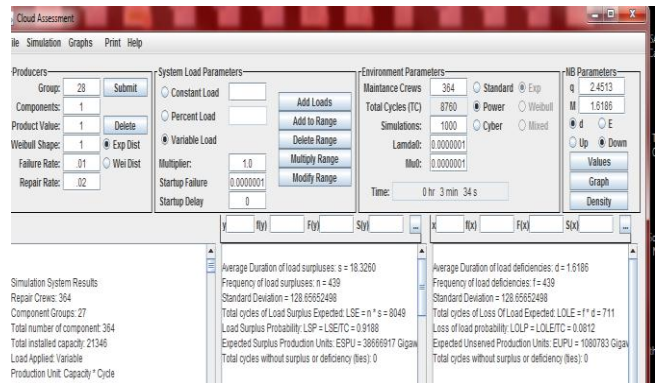 Cloud Assessment
ile Simulation Graphs Print Help
Producers
Group: 28 Submit
Components: 1
Product Value: 1 Delete
Weibull Shape: 1 Exp Dist
Failure Rate: .01 Wei Dist
Repair Rate: .02
System Load Parameters
Constant Load
Percent Load
Variable Load
Multiplier: 1.0
Startup Failure 0.0000001
Startup Delay 0
Add Loads
Add to Range
Delete Range
Multiply Range
Modify Range
Environment Parameters
Maintance Crews 364 Standard Exp
Total Cycles (TC) 8760 Power Weibull
Simulations: 1000 Cyber Mixed
Lamda0: 0.0000001
Mu0: 0.0000001
Time: 0 hr 3 min 34 s
NB Parameters
q 2.4513
M 1.6186
d E
Up Down
Values
Graph
Density
y f(y) F(y) S(y) ...
x f(x) F(x) S(x) ...
Simulation System Results
Repair Crews: 364
Component Groups: 27
Total number of component: 364
Total installed capacity: 21346
Load Applied: Variable
Production Unit: Capacity * Cycle
Average Duration of load surpluses: s = 18.3260
Frequency of load surpluses: n = 439
Standard Deviation = 128.65652498
Total cycles of Load Surplus Expected: LSE = n * s = 8049
Load Surplus Probability: LSP = LSE/TC = 0.9188
Expected Surplus Production Units: ESPU = 38666917 Gigaw
Total cycles without surplus or deficiency (ties): 0
Average Duration of load deficiencies: d = 1.6186
Frequency of load deficiencies: f = 439
Standard Deviation = 128.65652498
Total cycles of Loss Of Load Expected: LOLE = f * d = 711
Loss of load probability: LOLP = LOLE/TC = 0.0812
Expected Unserved Production Units: EUPU = 1080783 Gigav
Total cycles without surplus or deficiency (ties): 0